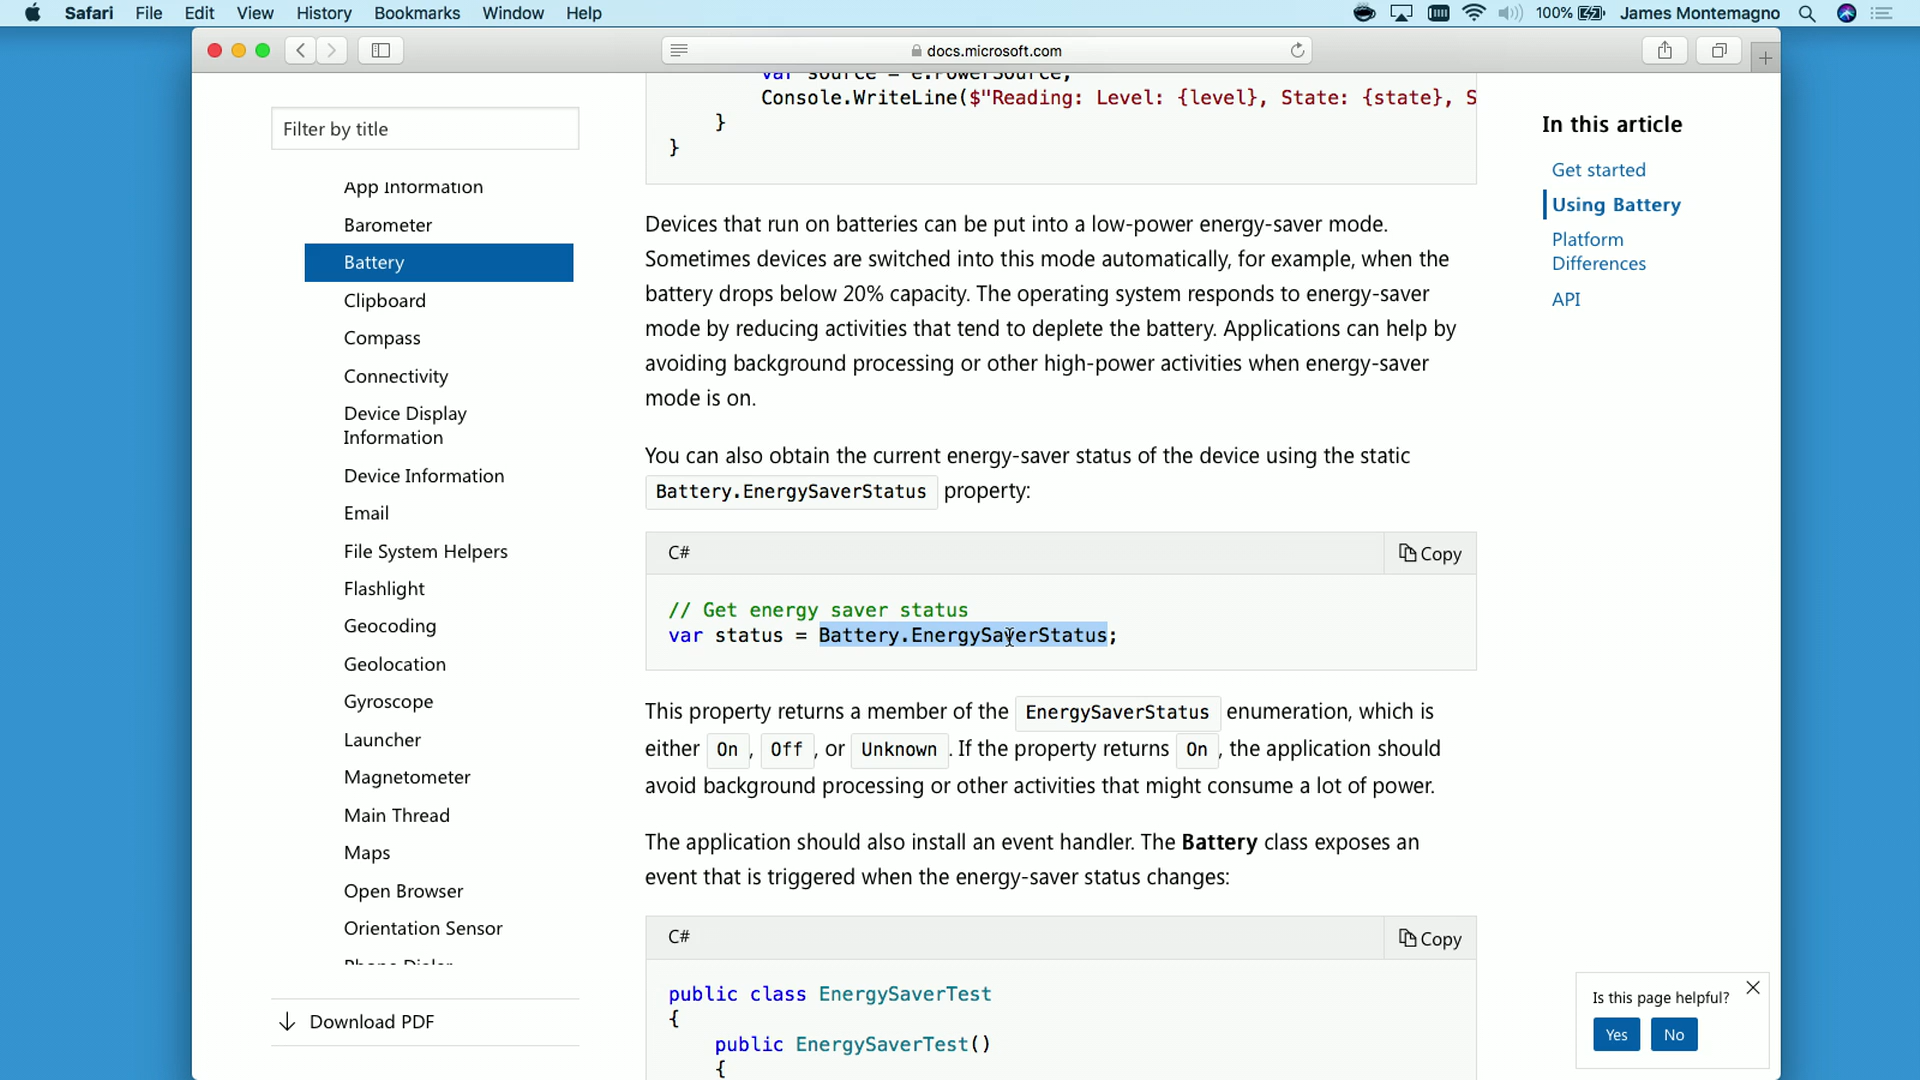 Safari File Edit View History Bookmarks Window Help 100% James Montemagno
docs.microsoft.com
Filter by title
App Information
Barometer
Battery
Clipboard
Compass
Connectivity
Device Display
Information
Device Information
Email
File System Helpers
Flashlight
Geocoding
Geolocation
Gyroscope
Launcher
Magnetometer
Main Thread
Maps
Open Browser
Orientation Sensor
Phone Dialer
Download PDF
var source = e.PowerSource;
Console.WriteLine($"Reading: Level: {level}, State: {state}, S
}
}
Devices that run on batteries can be put into a low-power energy-saver mode.
Sometimes devices are switched into this mode automatically, for example, when the
battery drops below 20% capacity. The operating system responds to energy-saver
mode by reducing activities that tend to deplete the battery. Applications can help by
avoiding background processing or other high-power activities when energy-saver
mode is on.
You can also obtain the current energy-saver status of the device using the static
Battery.EnergySaverStatus property:
C# Copy
// Get energy saver status
var status = Battery.EnergySaverStatus;
This property returns a member of the EnergySaverStatus enumeration, which is
either On, Off, or Unknown. If the property returns On, the application should
avoid background processing or other activities that might consume a lot of power.
The application should also install an event handler. The Battery class exposes an
event that is triggered when the energy-saver status changes:
C# Copy
public class EnergySaverTest
{
public EnergySaverTest()
{
In this article
Get started
Using Battery
Platform
Differences
API
Is this page helpful?
Yes No